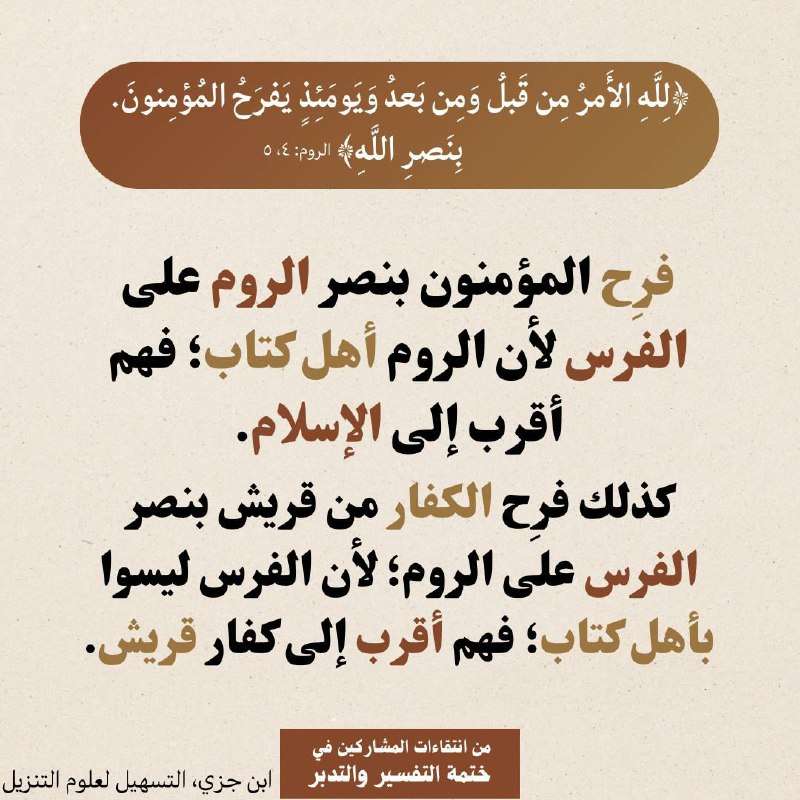 ﴿لِلَّهِ الأَمرُ مِن قَبلُ وَمِن بَعدُ وَيَومَئِذٍ يَفرَحُ المُؤمِنونَ.
بِنَصرِ اللَّهِ﴾ الروم: ٤، ٥
فرِح المؤمنون بنصر الروم على
الفرس لأن الروم أهل كتاب؛ فهم
أقرب إلى الإسلام.
كذلك فرِح الكفار من قريش بنصر
الفرس على الروم؛ لأن الفرس ليسوا
بأهل كتاب؛ فهم أقرب إلى كفار قريش.
من انتقاءات المشاركين في
ختمة التفسير والتدبر
ابن جزي، التسهيل لعلوم التنزيل